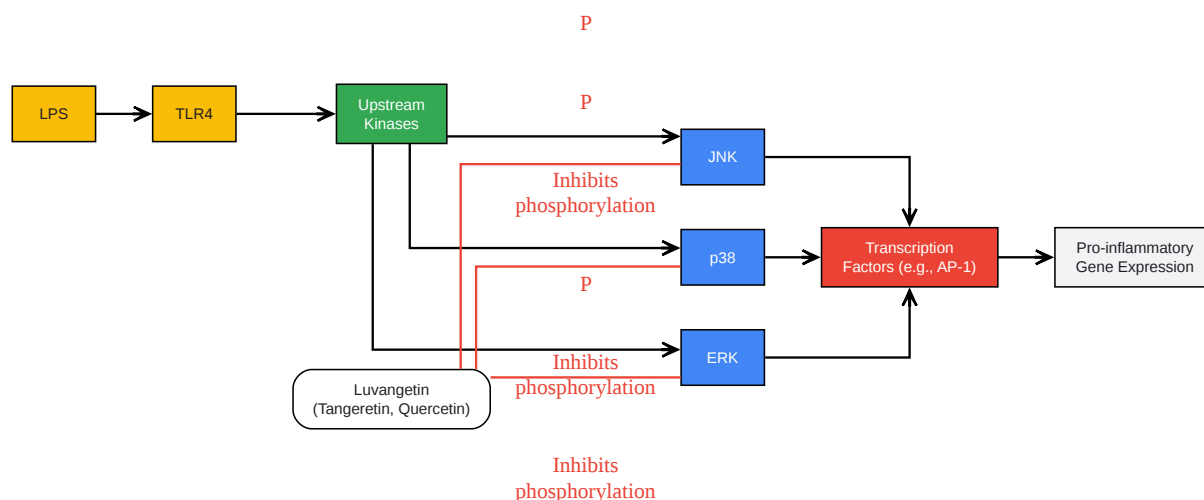 P
P
LPS
TLR4
Upstream
Kinases
JNK
Inhibits
phosphorylation
p38
Transcription
Factors (e.g., AP-1)
Pro-inflammatory
Gene Expression
P
ERK
Inhibits
phosphorylation
Luvangetin
(Tangeretin, Quercetin)
Inhibits
phosphorylation